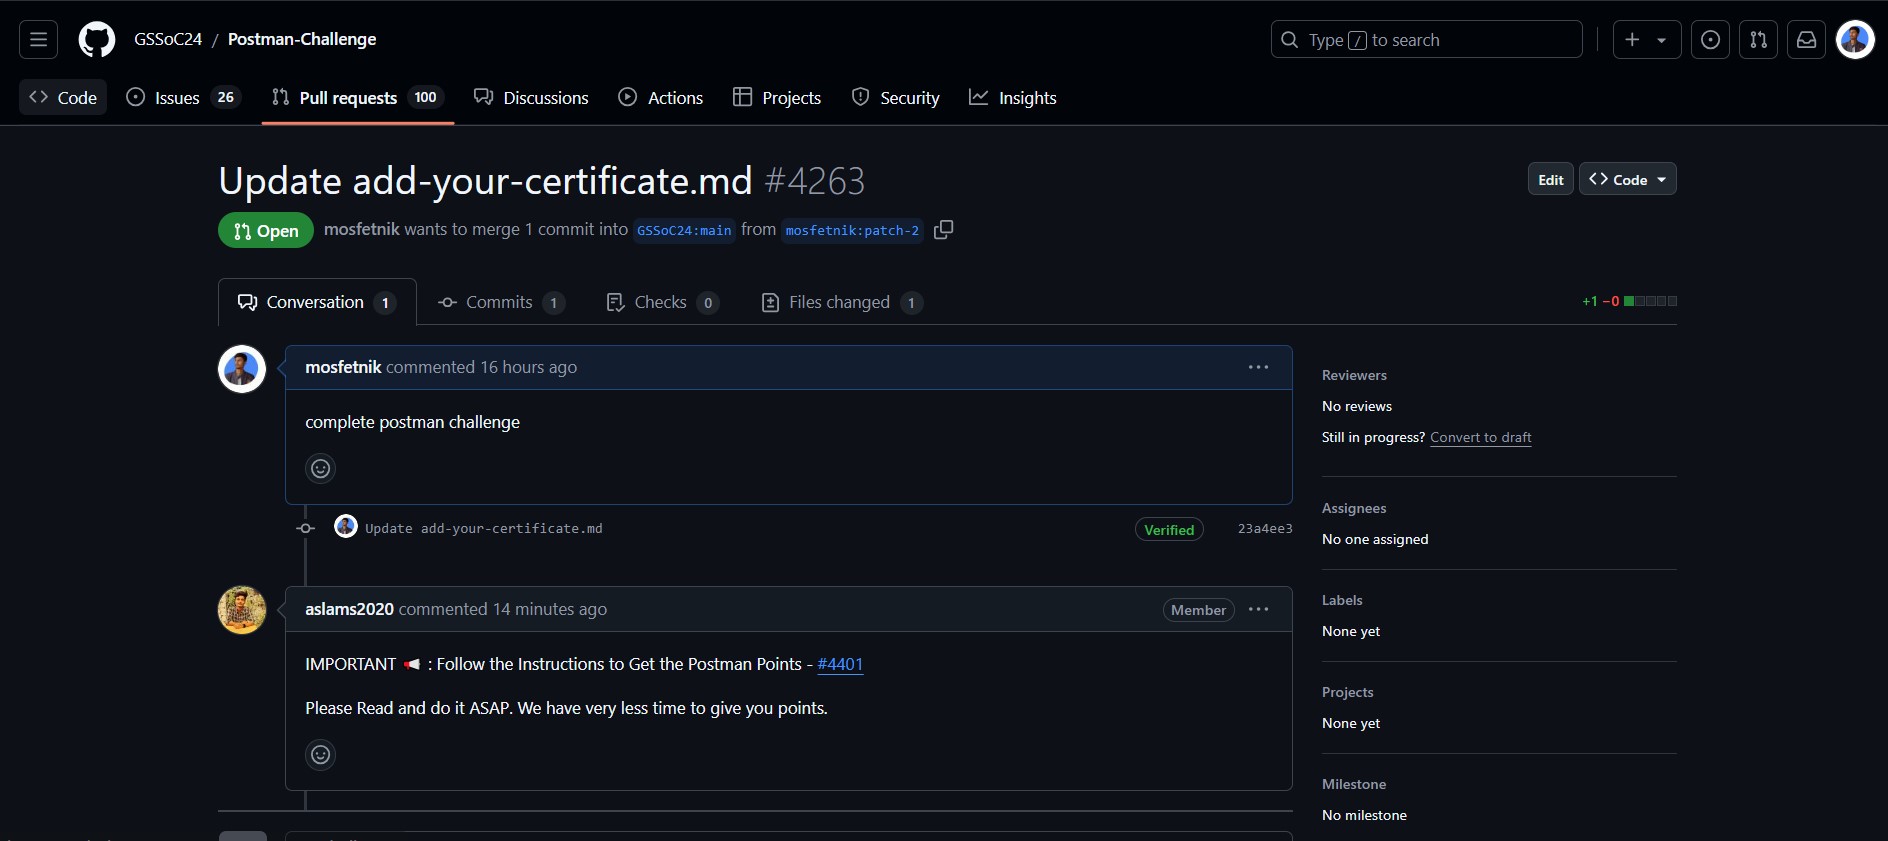 GSSoC24 / Postman-Challenge
Type / to search
Code
Issues 26
Pull requests 100
Discussions
Actions
Projects
Security
Insights
Update add-your-certificate.md #4263
Edit
Code
Open
mosfetnik wants to merge 1 commit into GSSoC24:main from mosfetnik:patch-2
Conversation 1
Commits 1
Checks 0
Files changed 1
+1 −0
mosfetnik commented 16 hours ago
complete postman challenge
Update add-your-certificate.md
Verified
23a4ee3
aslams2020 commented 14 minutes ago
Member
IMPORTANT 📢 : Follow the Instructions to Get the Postman Points - #4401
Please Read and do it ASAP. We have very less time to give you points.
Reviewers
No reviews
Still in progress? Convert to draft
Assignees
No one assigned
Labels
None yet
Projects
None yet
Milestone
No milestone